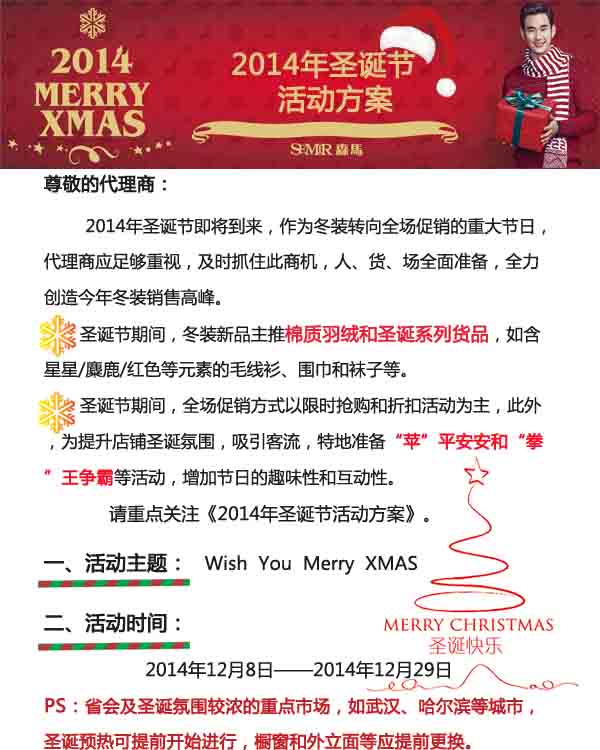 2014
MERRY
XMAS
2014年圣诞节
活动方案
SEMIR 森馬
尊敬的代理商：
2014年圣诞节即将到来，作为冬装转向全场促销的重大节日，
代理商应足够重视，及时抓住此商机，人、货、场全面准备，全力
创造今年冬装销售高峰。
圣诞节期间，冬装新品主推棉质羽绒和圣诞系列货品，如含
星星/麋鹿/红色等元素的毛线衫、围巾和袜子等。
圣诞节期间，全场促销方式以限时抢购和折扣活动为主，此外
，为提升店铺圣诞氛围，吸引客流，特地准备“苹”平安安和“拳
”王争霸等活动，增加节日的趣味性和互动性。
请重点关注《2014年圣诞节活动方案》。
一、活动主题： Wish You Merry XMAS
二、活动时间：
MERRY CHRISTMAS
圣诞快乐
2014年12月8日——2014年12月29日
PS：省会及圣诞氛围较浓的重点市场，如武汉、哈尔滨等城市，
圣诞预热可提前开始进行，橱窗和外立面等应提前更换。